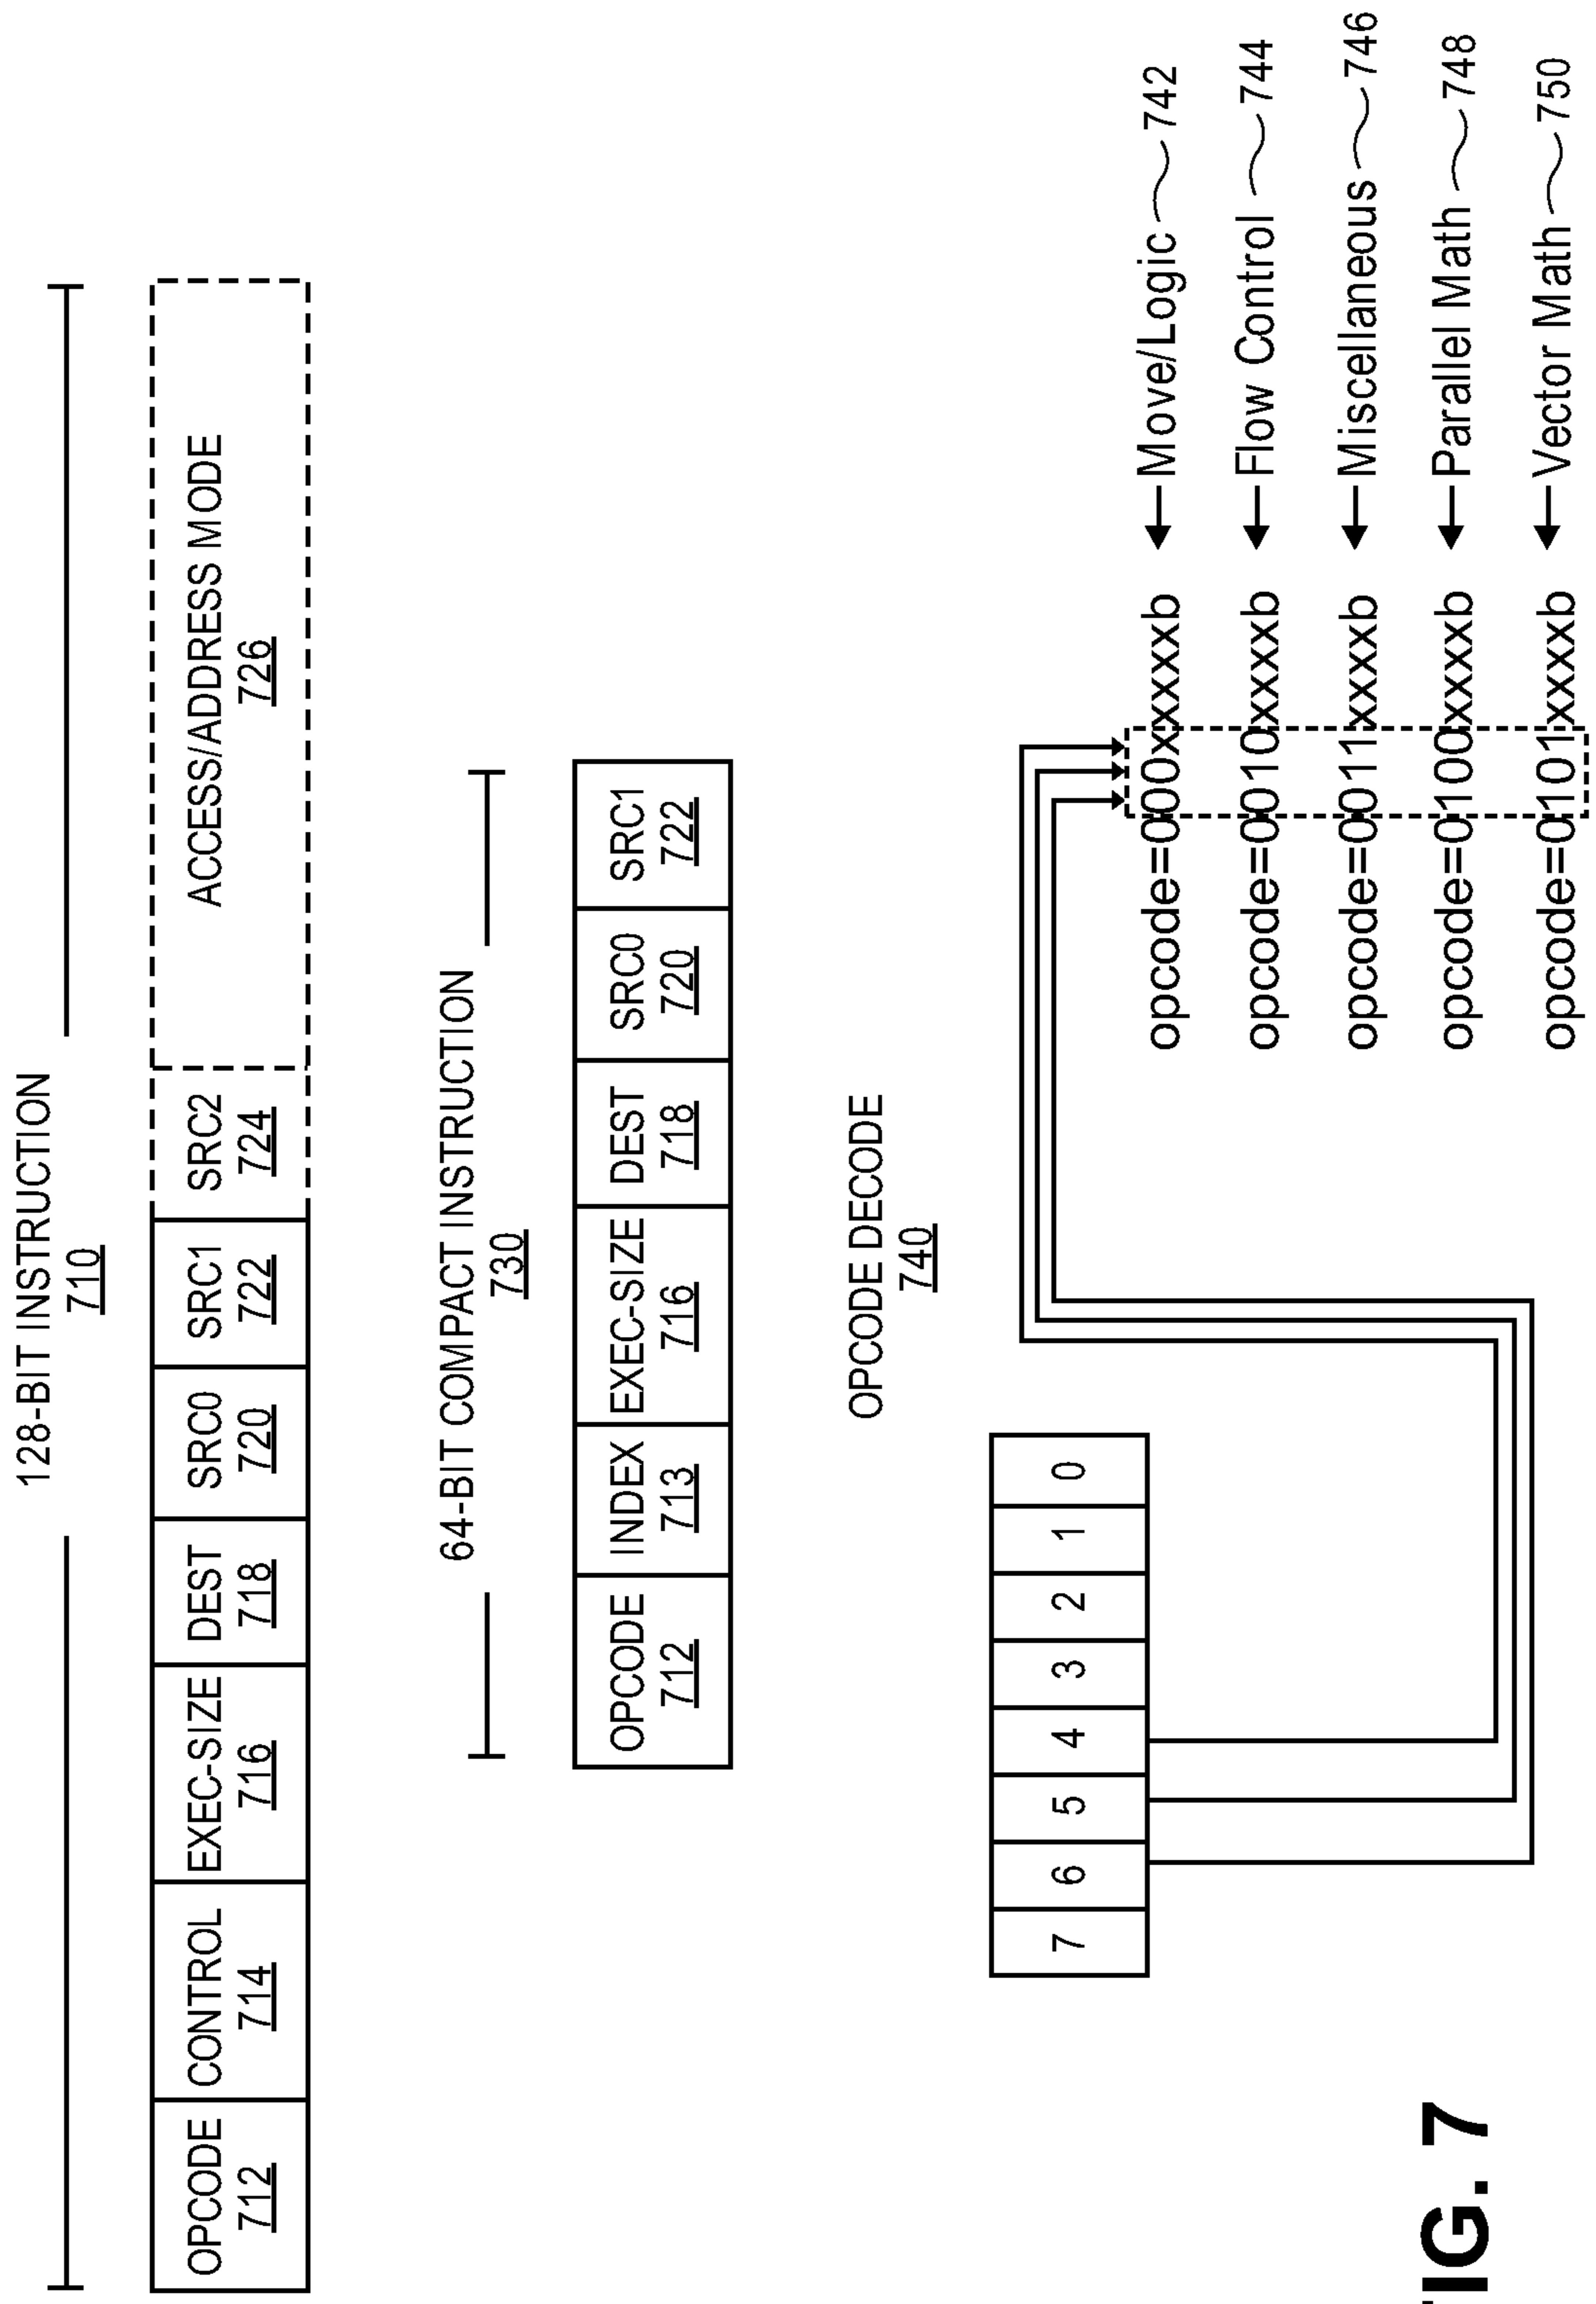 128-BIT INSTRUCTION
710
OPCODE
712
CONTROL
714
EXEC-SIZE
716
DEST
718
SRC0
720
SRC1
722
SRC2
724
ACCESS/ADDRESS MODE
726
64-BIT COMPACT INSTRUCTION
730
OPCODE
712
INDEX
713
EXEC-SIZE
716
DEST
718
SRC0
720
SRC1
722
OPCODE DECODE
740
7 6 5 4 3 2 1 0
opcode=000xxxxxb Move/Logic 742
opcode=0010xxxxb Flow Control 744
opcode=0011xxxxb Miscellaneous 746
opcode=0100xxxxb Parallel Math 748
opcode=0101xxxxb Vector Math 750
FIG. 7